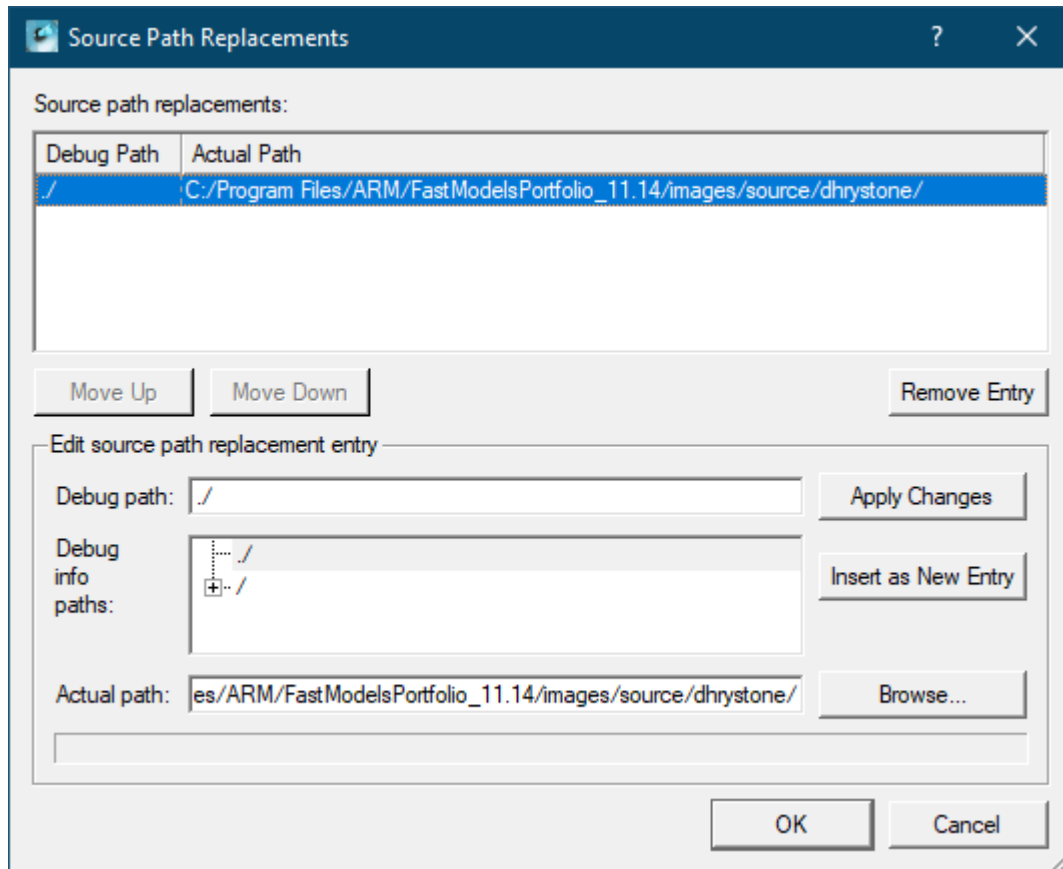 Source Path Replacements
Source path replacements:
Debug Path Actual Path
./ C:/Program Files/ARM/FastModelsPortfolio_11.14/images/source/dhrystone/
Move Up Move Down Remove Entry
Edit source path replacement entry
Debug path: ./ Apply Changes
Debug
info
paths:
./
/
Insert as New Entry
Actual path: es/ARM/FastModelsPortfolio_11.14/images/source/dhrystone/ Browse...
OK Cancel